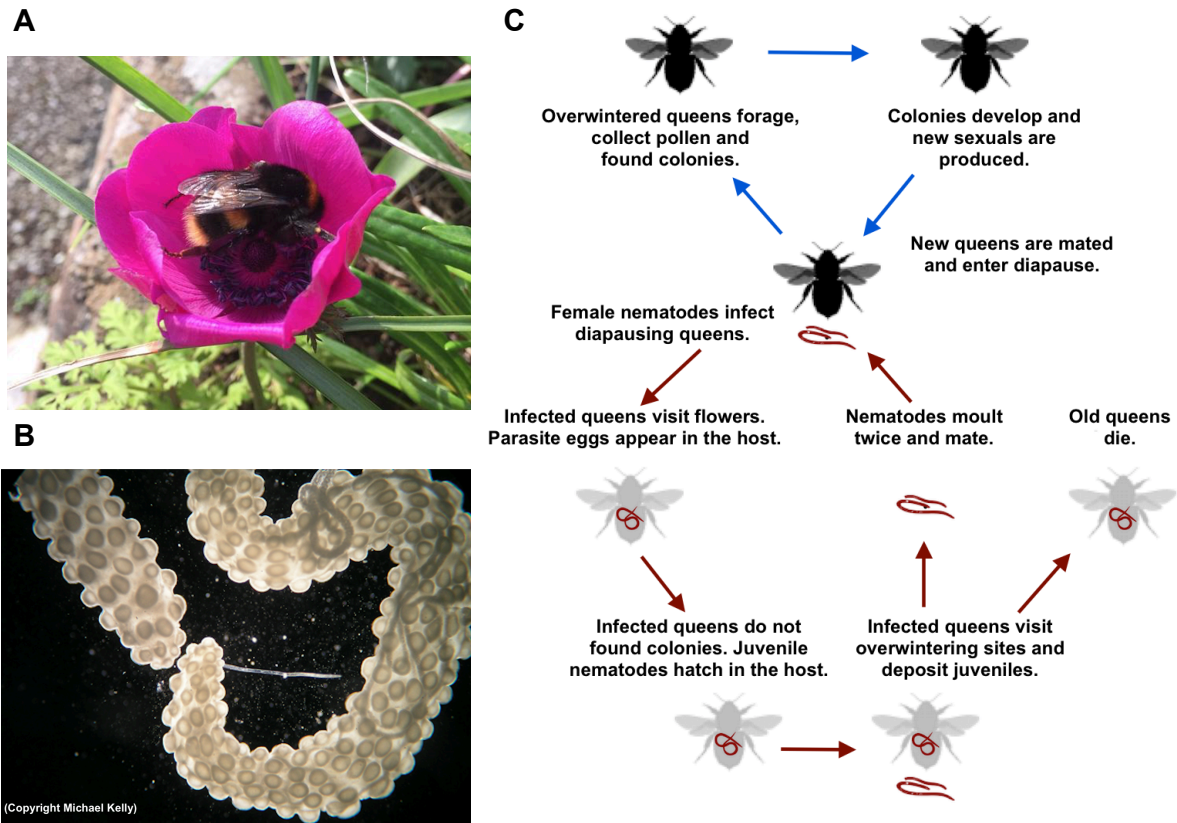 A
B
(Copyright Michael Kelly)
C
Overwintered queens forage,
collect pollen and
found colonies.
Colonies develop and
new sexuals are
produced.
New queens are mated
and enter diapause.
Female nematodes infect
diapausing queens.
Infected queens visit flowers.
Parasite eggs appear in the host.
Nematodes moult
twice and mate.
Old queens
die.
Infected queens do not
found colonies. Juvenile
nematodes hatch in the host.
Infected queens visit
overwintering sites and
deposit juveniles.